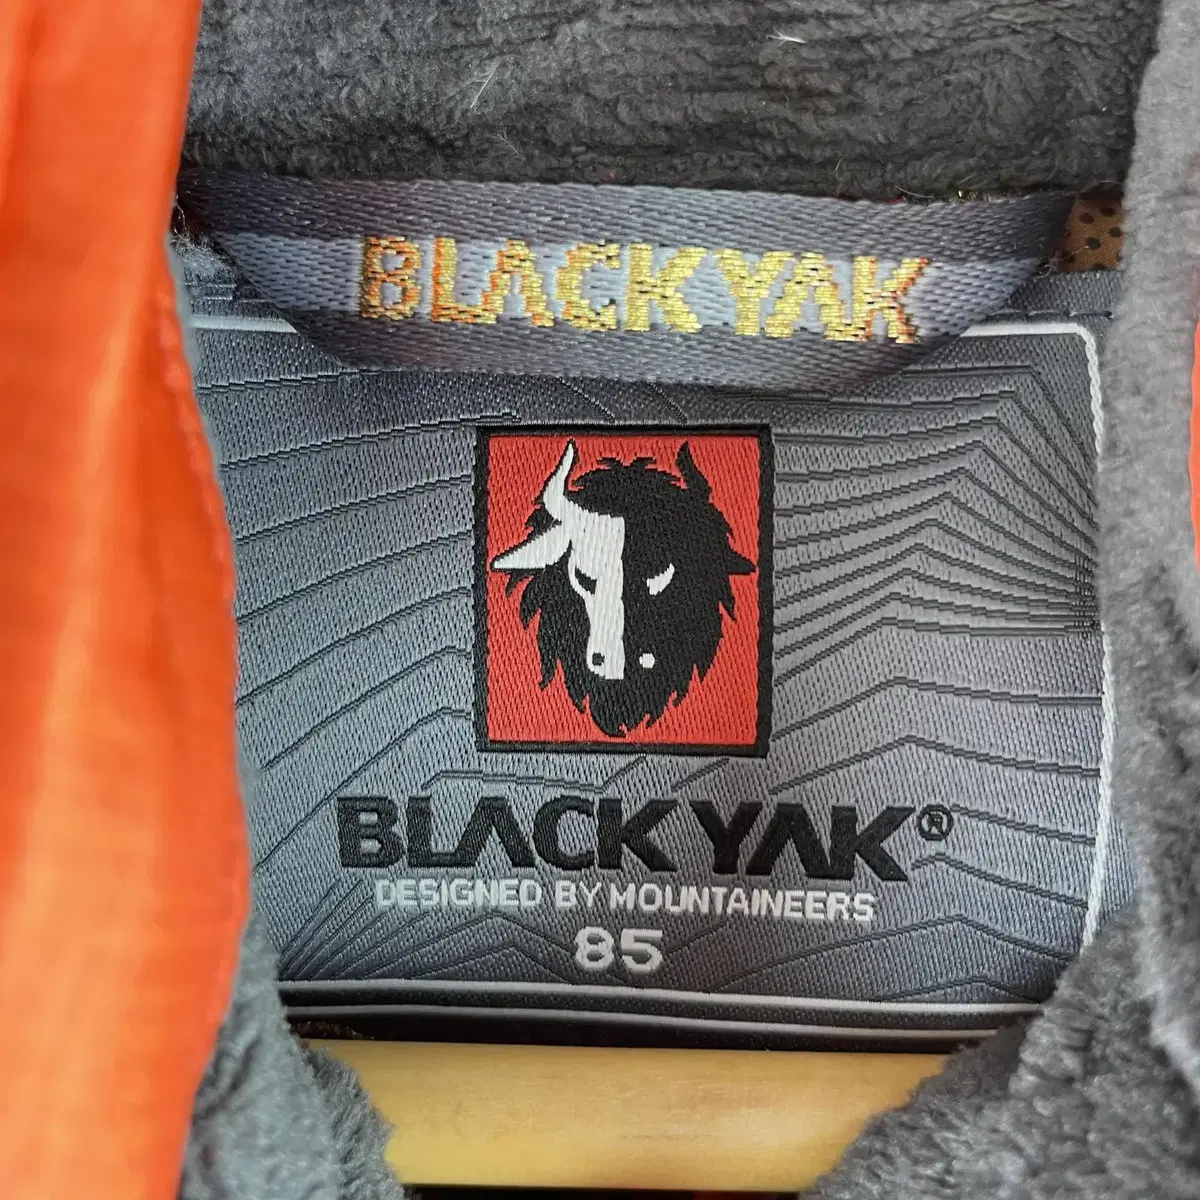 BLACKYAK
BLACKYAK®
DESIGNED BY MOUNTAINEERS
85